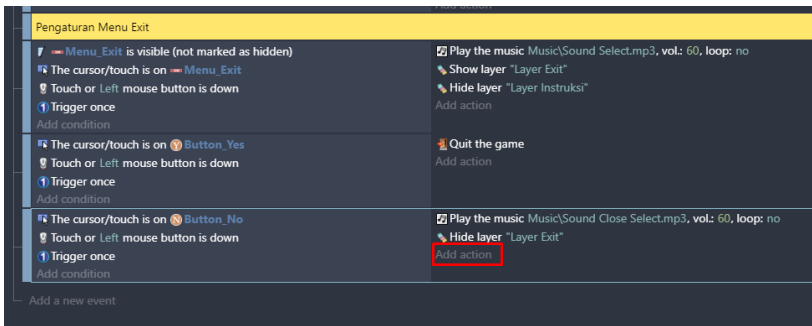 Pengaturan Menu Exit
Menu_Exit is visible (not marked as hidden)
The cursor/touch is on Menu_Exit
Touch or Left mouse button is down
Trigger once
Add condition
Play the music Music\Sound Select.mp3, vol.: 60, loop: no
Show layer "Layer Exit"
Hide layer "Layer Instruksi"
Add action
The cursor/touch is on Y Button_Yes
Touch or Left mouse button is down
Trigger once
Add condition
Quit the game
Add action
The cursor/touch is on N Button_No
Touch or Left mouse button is down
Trigger once
Add condition
Play the music Music\Sound Close Select.mp3, vol.: 60, loop: no
Hide layer "Layer Exit"
Add action
Add a new event